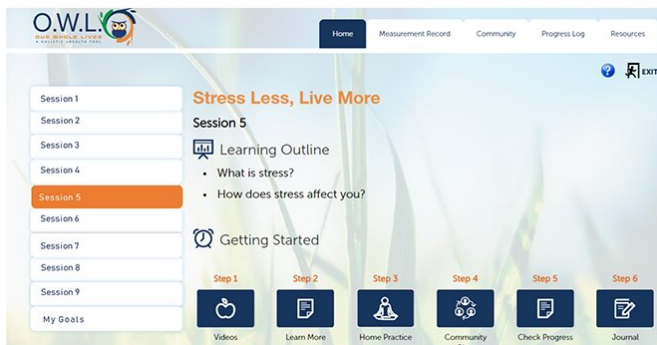 O.W.L.
OUR WHOLE LIVES
A HOLISTIC eHEALTH TOOL
Home
Measurement Record
Community
Progress Log
Resources
? EXIT
Session 1
Session 2
Session 3
Session 4
Session 5
Session 6
Session 7
Session 8
Session 9
My Goals
Stress Less, Live More
Session 5
Learning Outline
• What is stress?
• How does stress affect you?
Getting Started
Step 1
Step 2
Step 3
Step 4
Step 5
Step 6
Videos
Learn More
Home Practice
Community
Check Progress
Journal